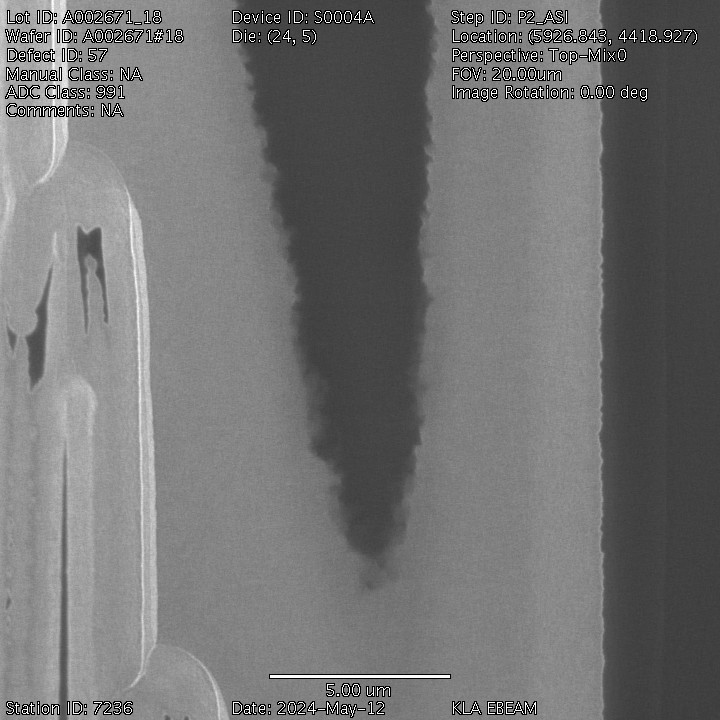 Lot ID: A002671_18
Wafer ID: A002671#18
Defect ID: 57
Manual Class: NA
ADC Class: 991
Comments: NA
Device ID: S0004A
Die: (24, 5)
Step ID: P2_ASI
Location: (5926.843, 4418.927)
Perspective: Top-Mix0
FOV: 20.00um
Image Rotation: 0.00 deg
5.00 um
Station ID: 7236
Date: 2024-May-12
KLA EBEAM